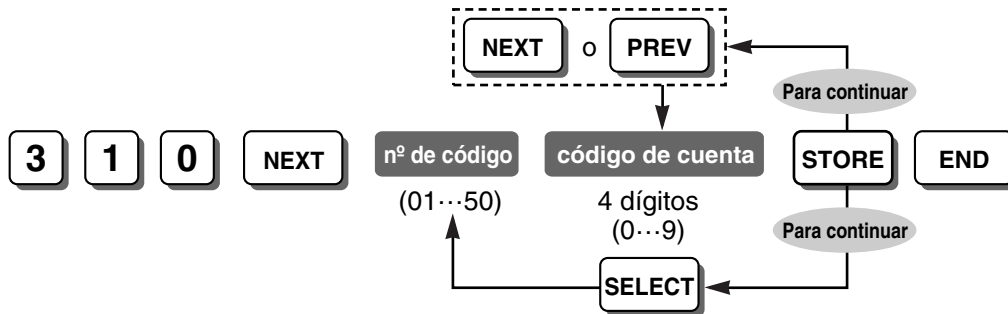 NEXT o PREV
Para continuar
3 1 0 NEXT nº de código código de cuenta STORE END
(01···50) 4 dígitos
(0···9)
Para continuar
SELECT